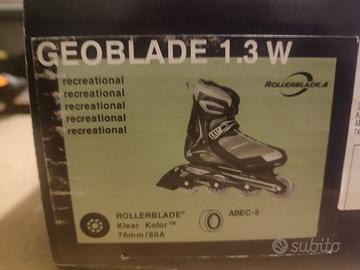 GEOBLADE 1.3 W
recreational
recreational
recreational
recreational
recreational
ROLLERBLADE
ROLLERBLADE®
Klear Kolor™
76mm/80A
ABEC-5
subito